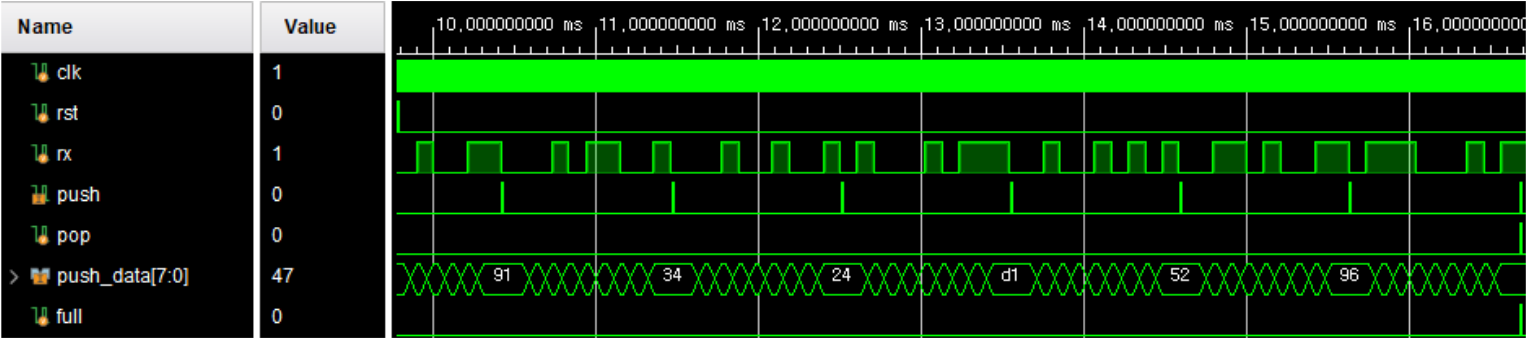 Name Value 10,000000000 ms 11,000000000 ms 12,000000000 ms 13,000000000 ms 14,000000000 ms 15,000000000 ms 16,000000000
clk 1
rst 0
rx 1
push 0
pop 0
push_data[7:0] 47 91 34 24 d1 52 96
full 0